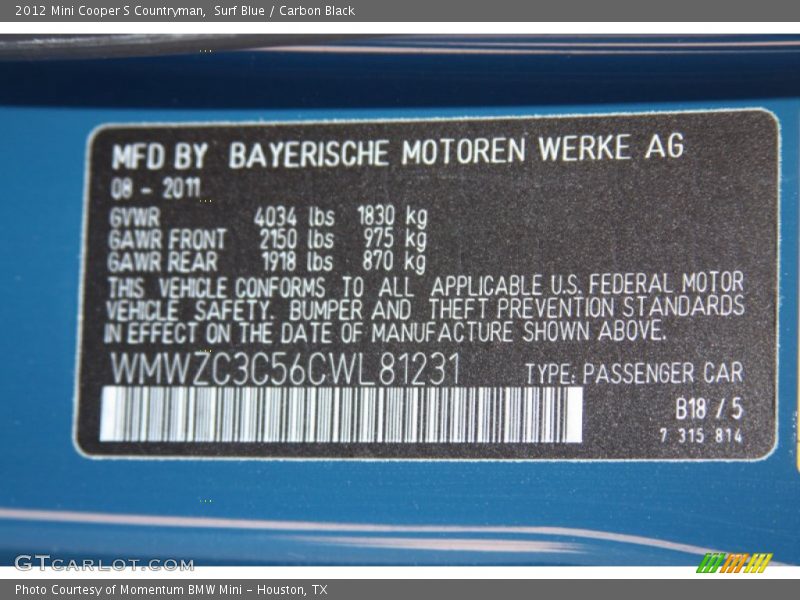 2012 Mini Cooper S Countryman,  Surf Blue / Carbon Black
MFD BY BAYERISCHE MOTOREN WERKE AG
08 - 2011
GVWR 4034 lbs 1830 kg
GAWR FRONT 2150 lbs 975 kg
GAWR REAR 1918 lbs 870 kg
THIS VEHICLE CONFORMS TO ALL APPLICABLE U.S. FEDERAL MOTOR
VEHICLE SAFETY. BUMPER AND THEFT PREVENTION STANDARDS
IN EFFECT ON THE DATE OF MANUFACTURE SHOWN ABOVE.
WMWZC3C56CWL81231 TYPE: PASSENGER CAR
B18 / 5
7 315 814
GTCARLOT.COM
Photo Courtesy of Momentum BMW Mini - Houston, TX